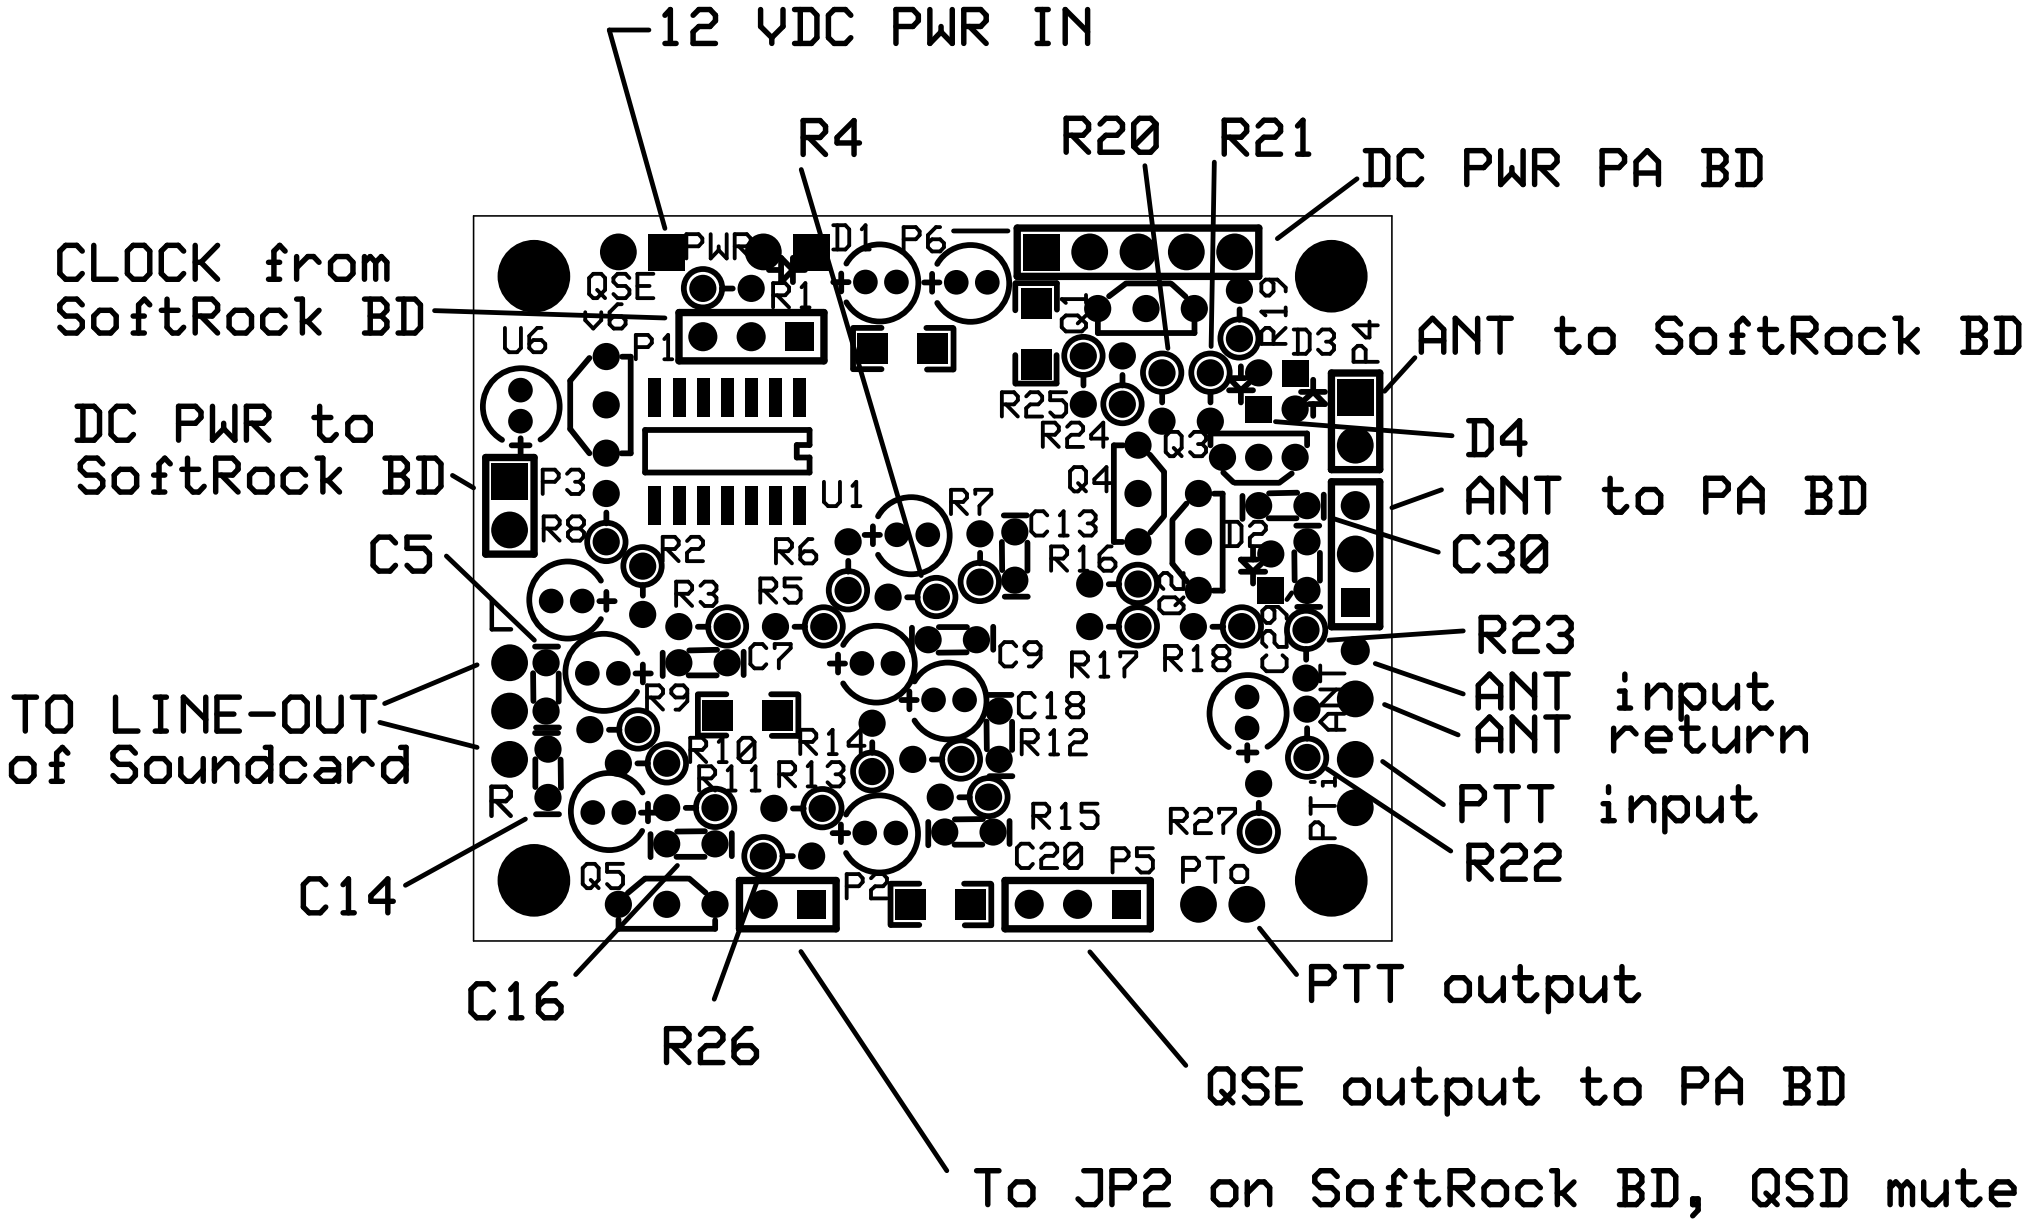 12 VDC PWR IN
R4
R20
R21
DC PWR PA BD
CLOCK from
SoftRock BD
PWR
D1
P6
QSE
R1
U6
P1
Q1
R19
D3
P4
ANT to SoftRock BD
DC PWR to
SoftRock BD
R25
R24
Q3
D4
P3
R8
U1
R7
Q4
ANT to PA BD
C5
R2
R6
C13
R16
D2
C30
L
R3
R5
Q2
C29
R23
C7
C9
R17
R18
ANT input
ANT return
TO LINE-OUT
of Soundcard
R9
C18
ANT
R10
R14
R12
R11
R13
PTT input
R
R15
R27
PTi
R22
C14
Q5
P2
C20
P5
PTo
C16
R26
PTT output
QSE output to PA BD
To JP2 on SoftRock BD, QSD mute